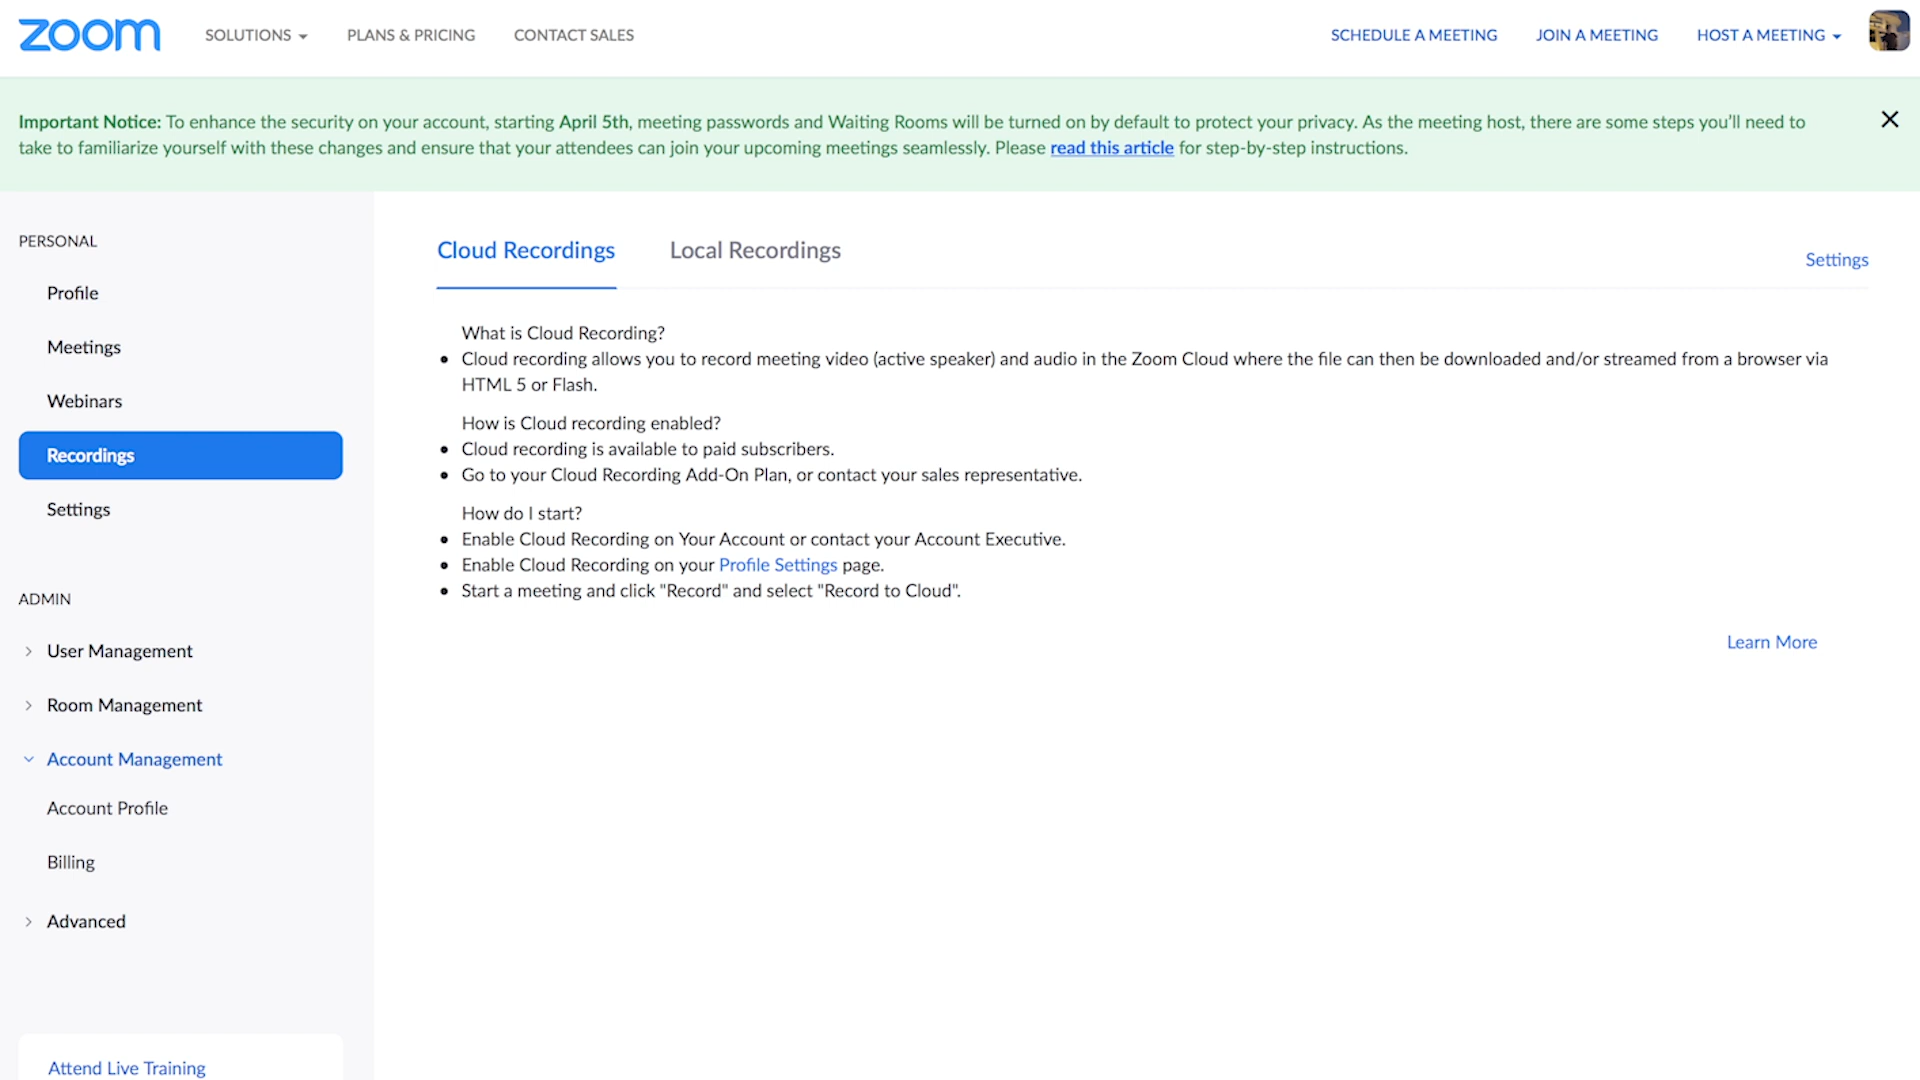 zoom
SOLUTIONS
PLANS & PRICING
CONTACT SALES
SCHEDULE A MEETING
JOIN A MEETING
HOST A MEETING
Important Notice: To enhance the security on your account, starting April 5th, meeting passwords and Waiting Rooms will be turned on by default to protect your privacy. As the meeting host, there are some steps you’ll need to
take to familiarize yourself with these changes and ensure that your attendees can join your upcoming meetings seamlessly. Please read this article for step-by-step instructions.
PERSONAL
Profile
Meetings
Webinars
Recordings
Settings
ADMIN
User Management
Room Management
Account Management
Account Profile
Billing
Advanced
Attend Live Training
Cloud Recordings
Local Recordings
Settings
What is Cloud Recording?
• Cloud recording allows you to record meeting video (active speaker) and audio in the Zoom Cloud where the file can then be downloaded and/or streamed from a browser via
HTML 5 or Flash.
How is Cloud recording enabled?
• Cloud recording is available to paid subscribers.
• Go to your Cloud Recording Add-On Plan, or contact your sales representative.
How do I start?
• Enable Cloud Recording on Your Account or contact your Account Executive.
• Enable Cloud Recording on your Profile Settings page.
• Start a meeting and click "Record" and select "Record to Cloud".
Learn More